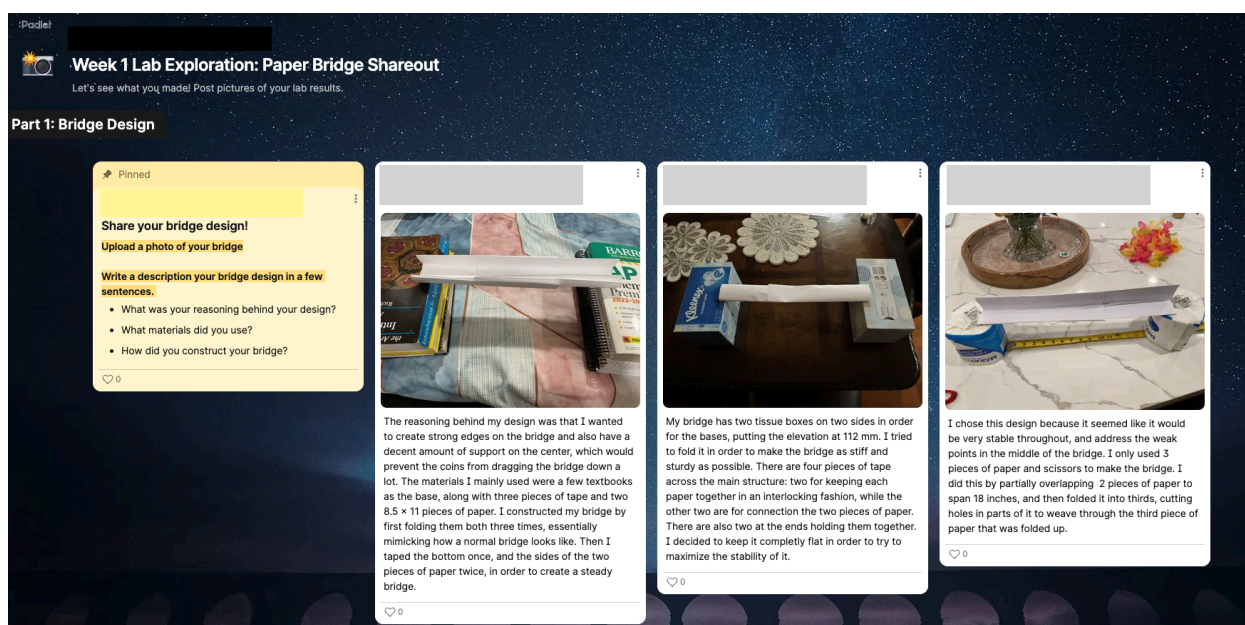 :Padlet
Week 1 Lab Exploration: Paper Bridge Shareout
Let's see what you made! Post pictures of your lab results.
Part 1: Bridge Design
Pinned
Share your bridge design!
Upload a photo of your bridge
Write a description your bridge design in a few
sentences.
• What was your reasoning behind your design?
• What materials did you use?
• How did you construct your bridge?
0
BARRO
AP
Prem
2022-20
the Ar
Int
The reasoning behind my design was that I wanted
to create strong edges on the bridge and also have a
decent amount of support on the center, which would
prevent the coins from dragging the bridge down a
lot. The materials I mainly used were a few textbooks
as the base, along with three pieces of tape and two
8.5 × 11 pieces of paper. I constructed my bridge by
first folding them both three times, essentially
mimicking how a normal bridge looks like. Then I
taped the bottom once, and the sides of the two
pieces of paper twice, in order to create a steady
bridge.
0
Kleenex
My bridge has two tissue boxes on two sides in order
for the bases, putting the elevation at 112 mm. I tried
to fold it in order to make the bridge as stiff and
sturdy as possible. There are four pieces of tape
across the main structure: two for keeping each
paper together in an interlocking fashion, while the
other two are for connection the two pieces of paper.
There are also two at the ends holding them together.
I decided to keep it completly flat in order to try to
maximize the stability of it.
0
I chose this design because it seemed like it would
be very stable throughout, and address the weak
points in the middle of the bridge. I only used 3
pieces of paper and scissors to make the bridge. I
did this by partially overlapping  2 pieces of paper to
span 18 inches, and then folded it into thirds, cutting
holes in parts of it to weave through the third piece of
paper that was folded up.
0